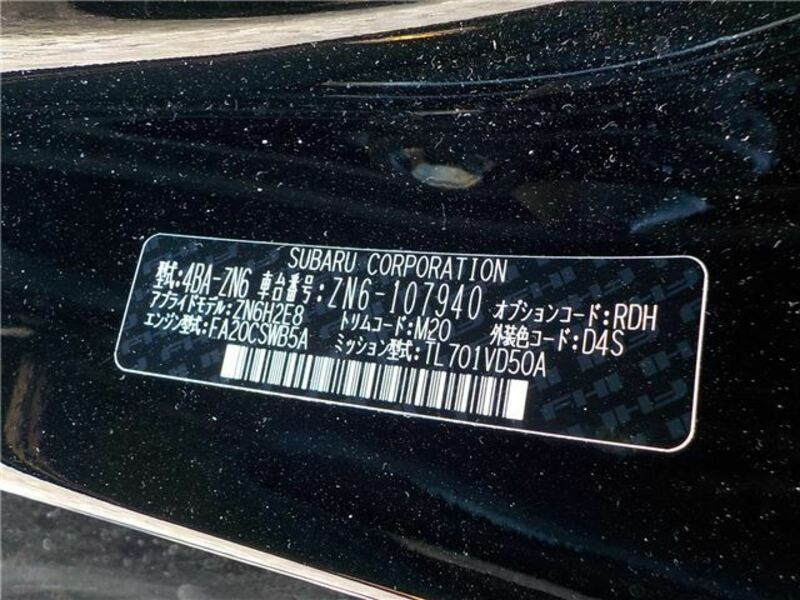 SUBARU CORPORATION
型式:4BA-ZN6 車台番号:ZN6-107940 オプションコード:RDH
アプライドモデル:ZN6H2E8 トリムコード:M20 外装色コード:D4S
エンジン型式:FA20CSWB5A ミッション型式:TL701VD50A